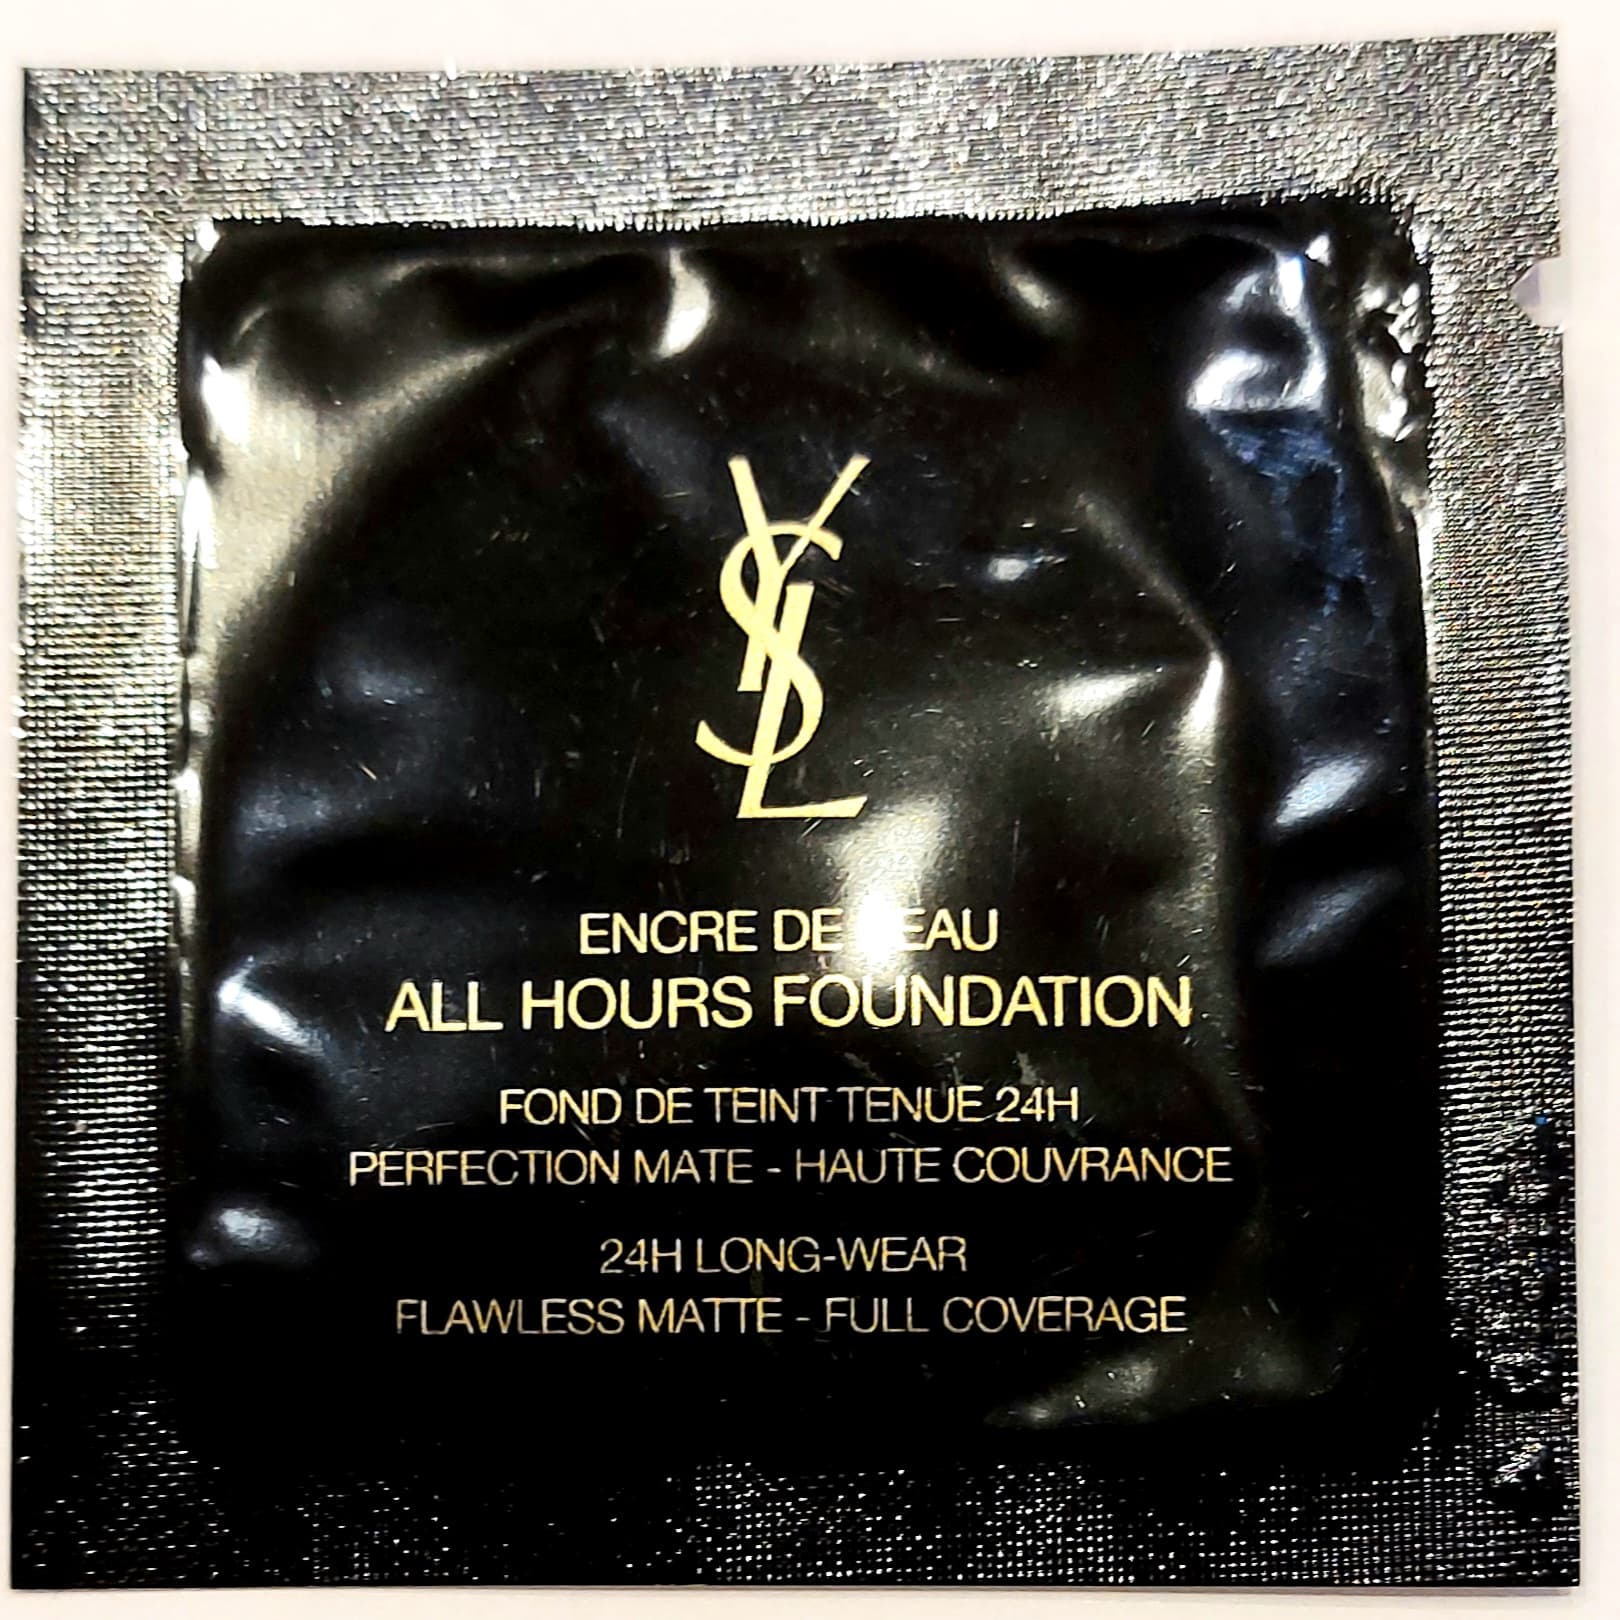 YSL
ENCRE DE PEAU
ALL HOURS FOUNDATION
FOND DE TEINT TENUE 24H
PERFECTION MATE - HAUTE COUVRANCE
24H LONG-WEAR
FLAWLESS MATTE - FULL COVERAGE